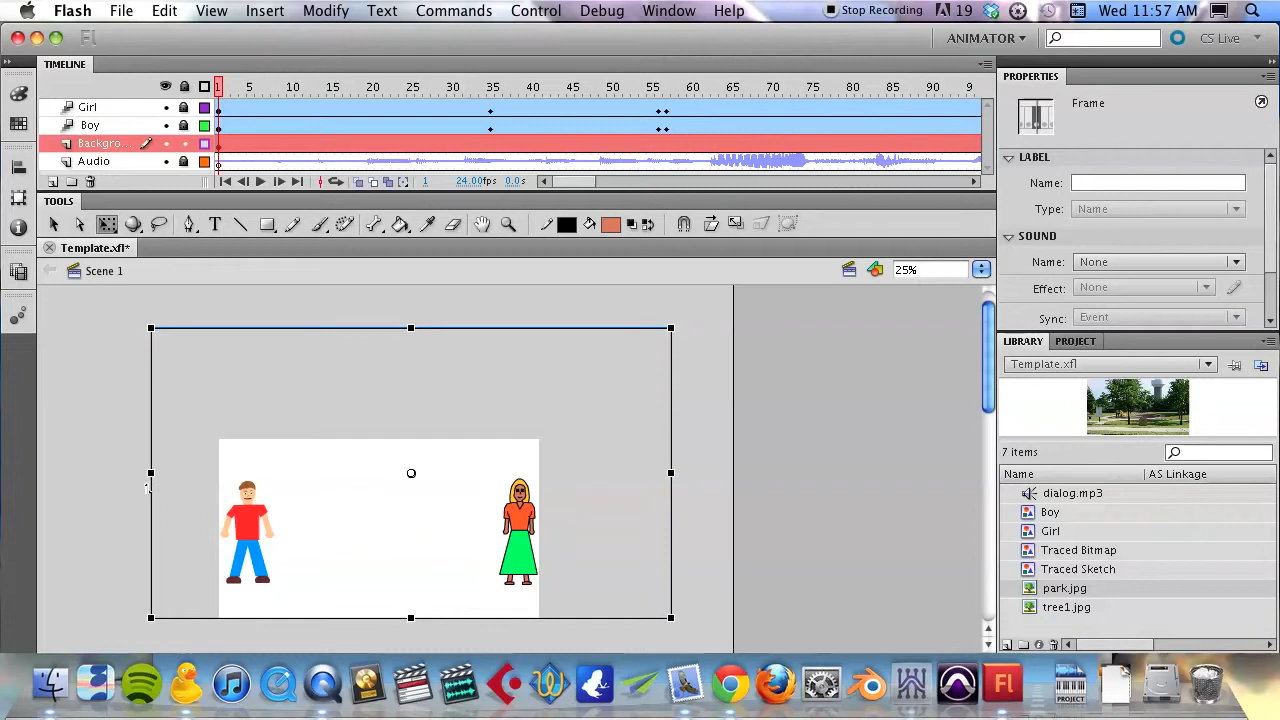 Flash File Edit View Insert Modify Text Commands Control Debug Window Help Stop Recording 19 Wed 11:57 AM
Fl ANIMATOR CS Live
TIMELINE
1 5 10 15 20 25 30 35 40 45 50 55 60 65 70 75 80 85 90 9
Girl
Boy
Backgro...
Audio
1 24.00fps 0.0s
TOOLS
Template.xfl*
Scene 1 25%
PROPERTIES
Frame
LABEL
Name:
Type: Name
SOUND
Name: None
Effect: None
Sync: Event
LIBRARY PROJECT
Template.xfl
7 items
Name AS Linkage
dialog.mp3
Boy
Girl
Traced Bitmap
Traced Sketch
park.jpg
tree1.jpg
Fl
PROJECT